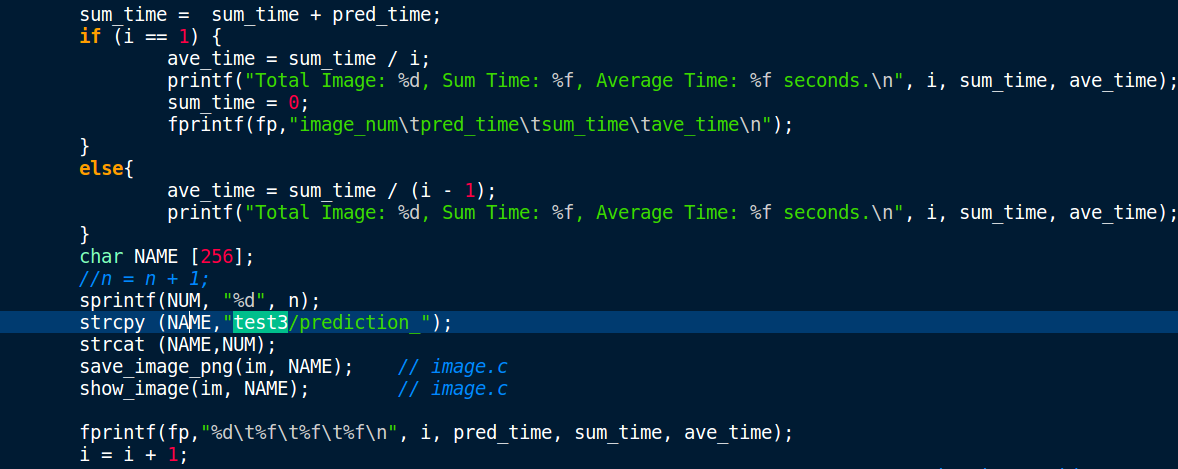 sum_time =  sum_time + pred_time;
if (i == 1) {
ave_time = sum_time / i;
printf("Total Image: %d, Sum Time: %f, Average Time: %f seconds.\n", i, sum_time, ave_time);
sum_time = 0;
fprintf(fp,"image_num\tpred_time\tsum_time\tave_time\n");
}
else{
ave_time = sum_time / (i - 1);
printf("Total Image: %d, Sum Time: %f, Average Time: %f seconds.\n", i, sum_time, ave_time);
}
char NAME [256];
//n = n + 1;
sprintf(NUM, "%d", n);
strcpy (NAME,"test3/prediction_");
strcat (NAME,NUM);
save_image_png(im, NAME);    // image.c
show_image(im, NAME);        // image.c
fprintf(fp,"%d\t%f\t%f\t%f\n", i, pred_time, sum_time, ave_time);
i = i + 1;